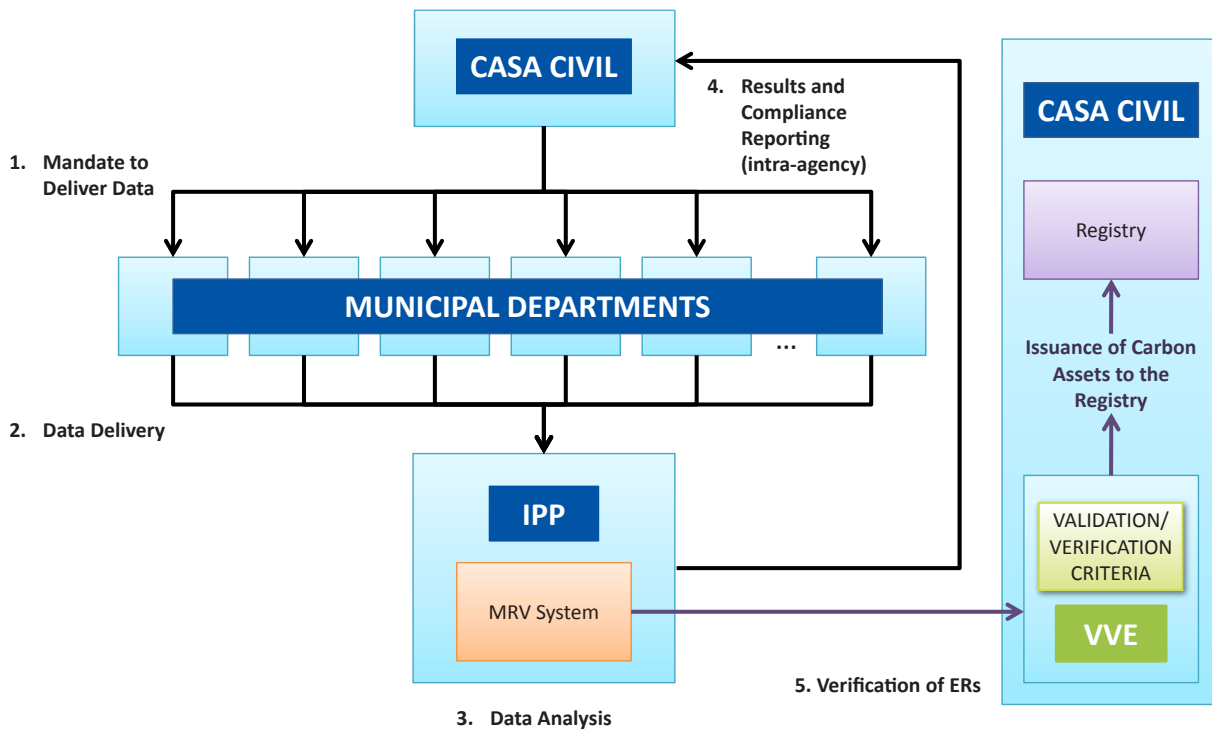 CASA CIVIL
4. Results and
Compliance
Reporting
(intra-agency)
1. Mandate to
Deliver Data
MUNICIPAL DEPARTMENTS
...
2. Data Delivery
IPP
MRV System
3. Data Analysis
5. Verification of ERs
CASA CIVIL
Registry
Issuance of Carbon
Assets to the
Registry
VALIDATION/
VERIFICATION
CRITERIA
VVE